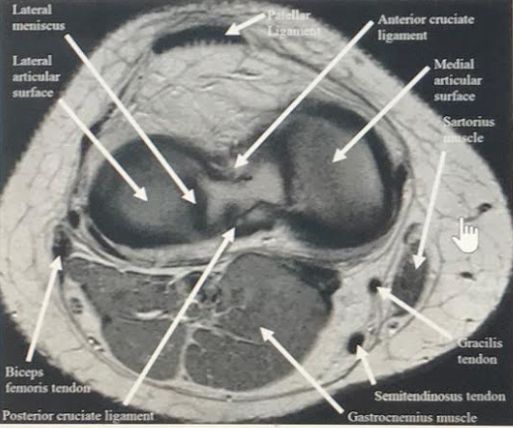 Lateral
meniscus
Patellar
Ligament
Anterior cruciate
ligament
Lateral
articular
surface
Medial
articular
surface
Sartorius
muscle
Gracilis
tendon
Biceps
femoris tendon
Semitendinosus tendon
Posterior cruciate ligament
Gastrocnemius muscle